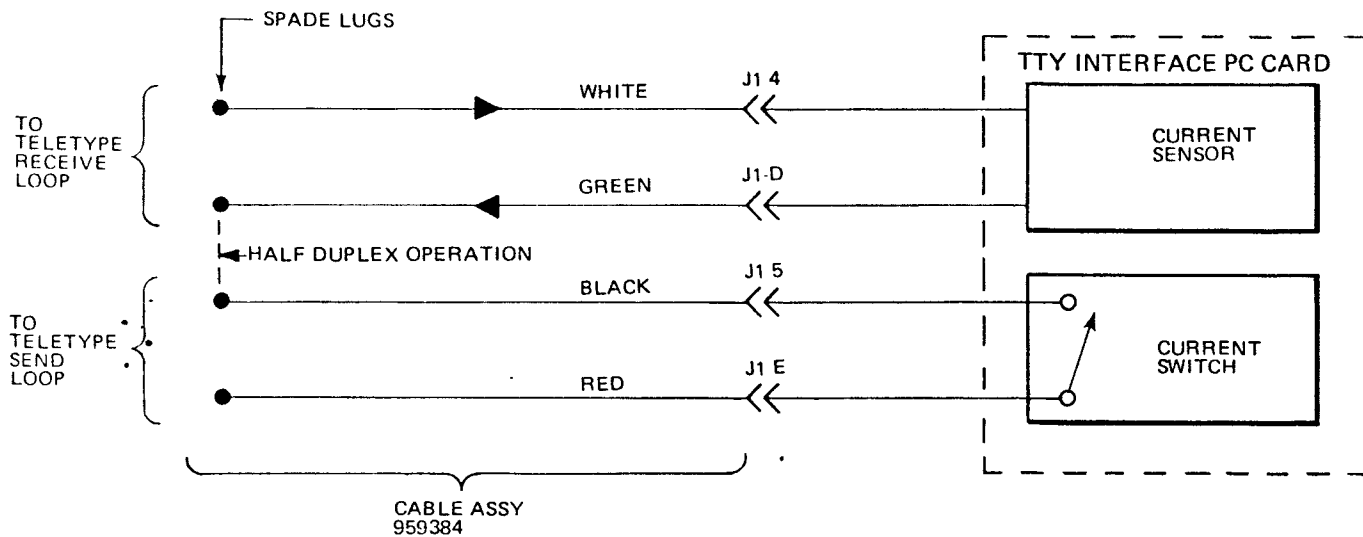 SPADE LUGS
TTY INTERFACE PC CARD
TO
TELETYPE
RECEIVE
LOOP
WHITE
J1 4
CURRENT
SENSOR
GREEN
J1-D
HALF DUPLEX OPERATION
TO
TELETYPE
SEND
LOOP
BLACK
J1 5
RED
J1 E
CURRENT
SWITCH
CABLE ASSY
959384